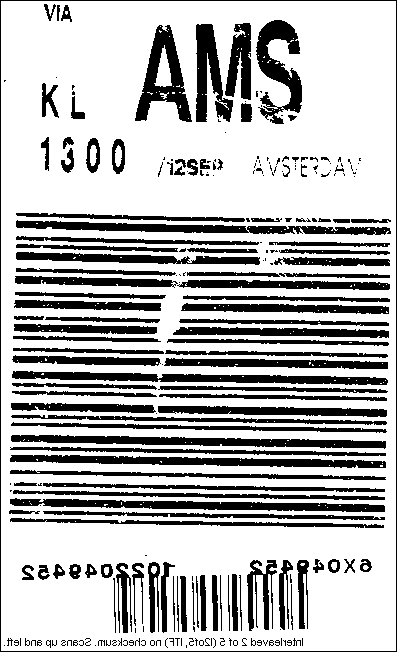 VIA
KL AMS
1300 /12SEP AMSTERDAM
6X049452 1022049452
Interleaved 2 of 5 (I2of5, ITF) no checksum. Scans up and left.